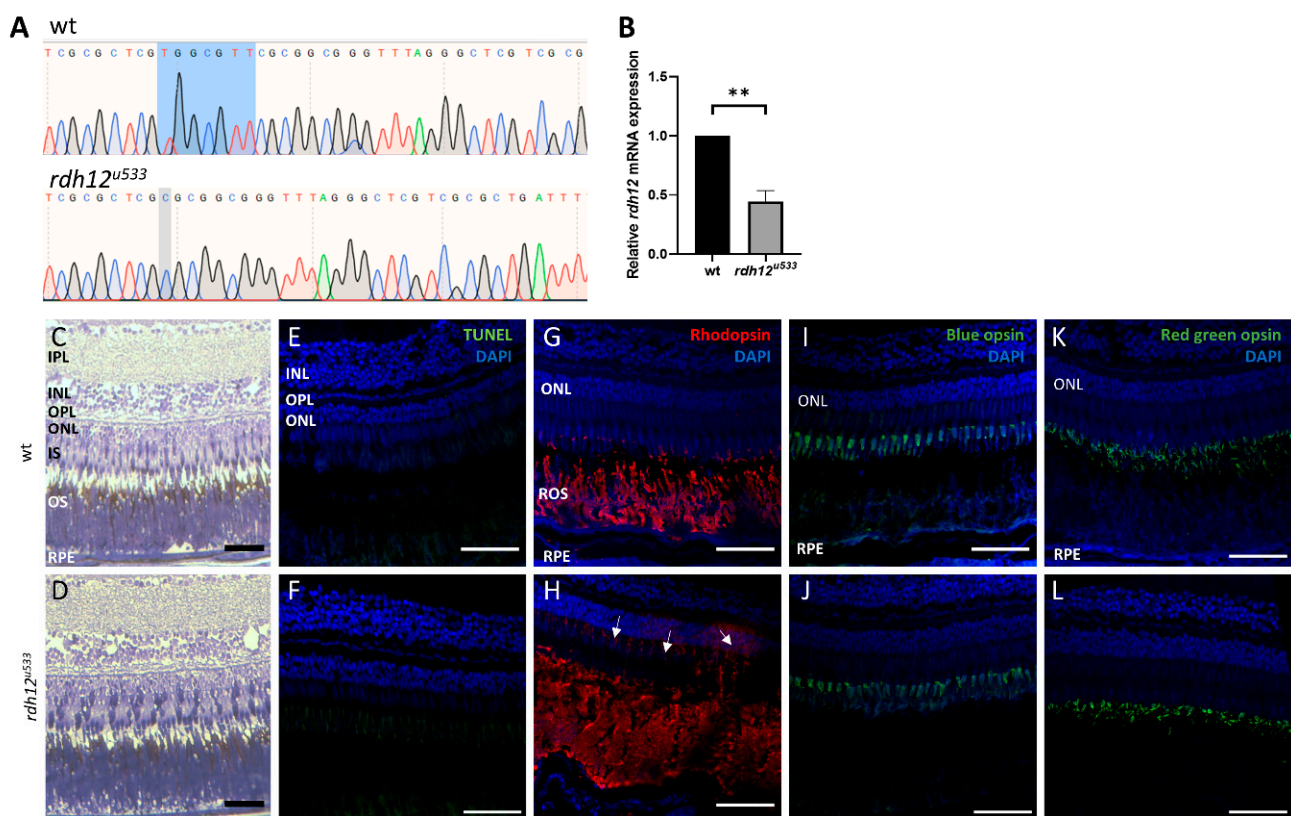 A
wt
TCGCGCTCGTGGCGTTCGCGGCGGGTTTAGGGCTCGTCGCG
rdh12u533
TCGCGCTCGCGCGGCGGGTTTAGGGCTCGTCGCGCTGATTT
B
Relative rdh12 mRNA expression
1.5
1.0
0.5
0.0
**
wt
rdh12u533
wt
C
IPL
INL
OPL
ONL
IS
OS
RPE
E
TUNEL
DAPI
INL
OPL
ONL
G
Rhodopsin
DAPI
ONL
ROS
RPE
I
Blue opsin
DAPI
ONL
RPE
K
Red green opsin
DAPI
ONL
RPE
rdh12u533
D
F
H
J
L